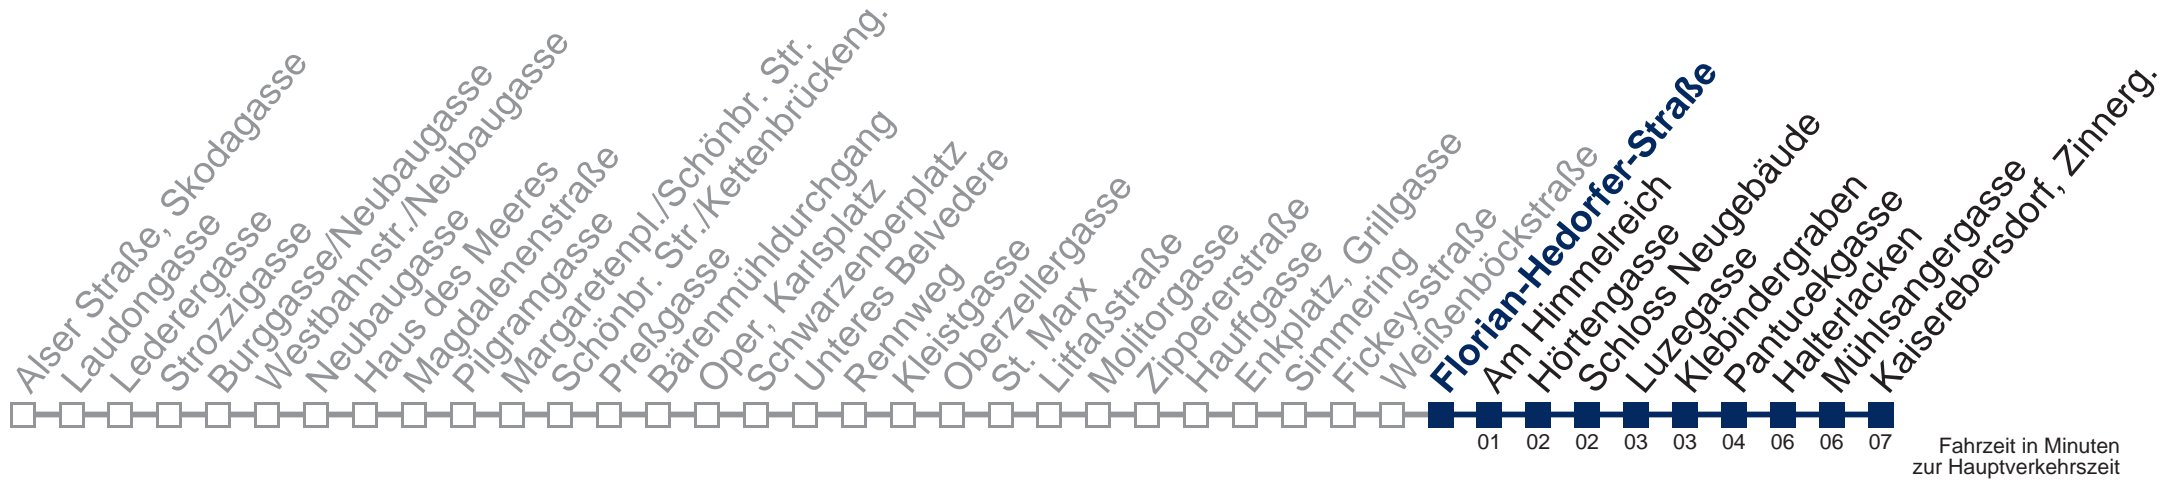 Alser Straße, Skodagasse
Laudongasse
Lederergasse
Strozzigasse
Burggasse/Neubaugasse
Westbahnstr./Neubaugasse
Neubaugasse
Haus des Meeres
Magdalenenstraße
Pilgramgasse
Margaretenpl./Schönbr. Str.
Schönbr. Str./Kettenbrückeng.
Preßgasse
Bärenmühldurchgang
Oper, Karlsplatz
Schwarzenbergplatz
Unteres Belvedere
Rennweg
Kleistgasse
Oberzellergasse
St. Marx
Litfaßstraße
Molitorgasse
Zippererstraße
Hauffgasse
Enkplatz, Grillgasse
Simmering
Fickeysstraße
Weißenböckstraße
Florian-Hedorfer-Straße
Am Himmelreich
Hörtengasse
Schloss Neugebäude
Luzegasse
Klebindergraben
Pantucekgasse
Halterlacken
Mühlsangergasse
Kaiserebersdorf, Zinnerg.
01 02 02 03 03 04 06 06 07
Fahrzeit in Minuten
zur Hauptverkehrszeit